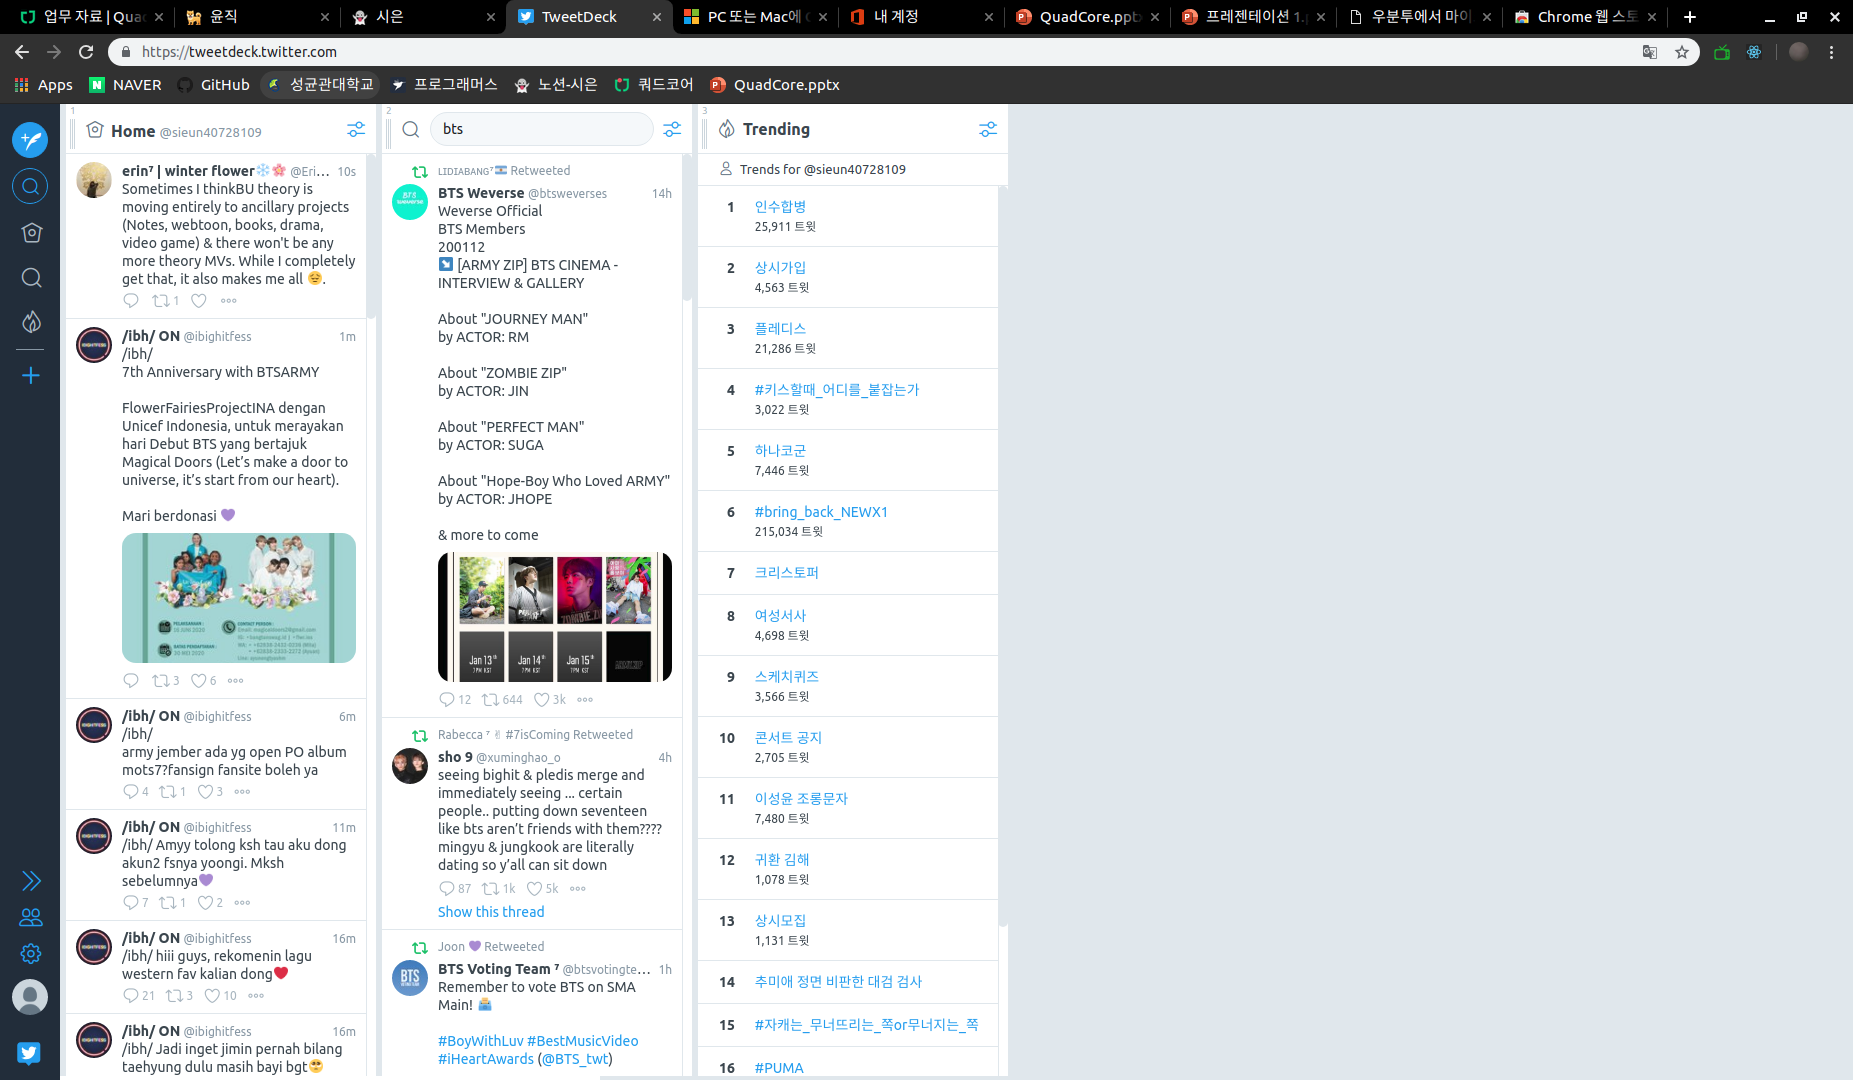 업무 자료 | Quad
윤직
시은
TweetDeck
PC 또는 Mac에
내 계정
QuadCore.pptx
프레젠테이션 1.p
우분투에서 마이
Chrome 웹 스토
https://tweetdeck.twitter.com
Apps
NAVER
GitHub
성균관대학교
프로그래머스
노션-시은
쿼드코어
QuadCore.pptx
1
Home @sieun40728109
erin⁷ | winter flower❄️🌸 @Eri... 10s
Sometimes I thinkBU theory is
moving entirely to ancillary projects
(Notes, webtoon, books, drama,
video game) & there won't be any
more theory MVs. While I completely
get that, it also makes me all 😌.
1
/ibh/ ON @ibighitfess 1m
/ibh/
7th Anniversary with BTSARMY
FlowerFairiesProjectINA dengan
Unicef Indonesia, untuk merayakan
hari Debut BTS yang bertajuk
Magical Doors (Let’s make a door to
universe, it’s start from our heart).
Mari berdonasi 💜
3 6
/ibh/ ON @ibighitfess 6m
/ibh/
army jember ada yg open PO album
mots7?fansign fansite boleh ya
4 1 3
/ibh/ ON @ibighitfess 11m
/ibh/ Amyy tolong ksh tau aku dong
akun2 fsnya yoongi. Mksh
sebelumnya💜
7 1 2
/ibh/ ON @ibighitfess 16m
/ibh/ hiii guys, rekomenin lagu
western fav kalian dong❤️
21 3 10
/ibh/ ON @ibighitfess 16m
/ibh/ Jadi inget jimin pernah bilang
taehyung dulu masih bayi bgt🥺
2
bts
LIDIABANG⁷ Retweeted
BTS Weverse @btsweverses 14h
Weverse Official
BTS Members
200112
↘️ [ARMY ZIP] BTS CINEMA -
INTERVIEW & GALLERY
About "JOURNEY MAN"
by ACTOR: RM
About "ZOMBIE ZIP"
by ACTOR: JIN
About "PERFECT MAN"
by ACTOR: SUGA
About "Hope-Boy Who Loved ARMY"
by ACTOR: JHOPE
& more to come
Jan 13th Jan 14th Jan 15th
7 PM KST 7 PM KST 7 PM KST
12 644 3k
Rabecca ⁷ ✌ #7isComing Retweeted
sho 9 @xuminghao_o 4h
seeing bighit & pledis merge and
immediately seeing ... certain
people.. putting down seventeen
like bts aren’t friends with them????
mingyu & jungkook are literally
dating so y’all can sit down
87 1k 5k
Show this thread
Joon 💜 Retweeted
BTS Voting Team ⁷ @btsvotingte... 1h
Remember to vote BTS on SMA
Main! 🗳️
#BoyWithLuv #BestMusicVideo
#iHeartAwards (@BTS_twt)
3
Trending
Trends for @sieun40728109
1 인수합병
25,911 트윗
2 상시가입
4,563 트윗
3 플레디스
21,286 트윗
4 #키스할때_어디를_붙잡는가
3,022 트윗
5 하나코군
7,446 트윗
6 #bring_back_NEWX1
215,034 트윗
7 크리스토퍼
8 여성서사
4,698 트윗
9 스케치퀴즈
3,566 트윗
10 콘서트 공지
2,705 트윗
11 이성윤 조롱문자
7,480 트윗
12 귀환 김해
1,078 트윗
13 상시모집
1,131 트윗
14 추미애 정면 비판한 대검 검사
15 #자캐는_무너뜨리는_쪽or무너지는_쪽
16 #PUMA